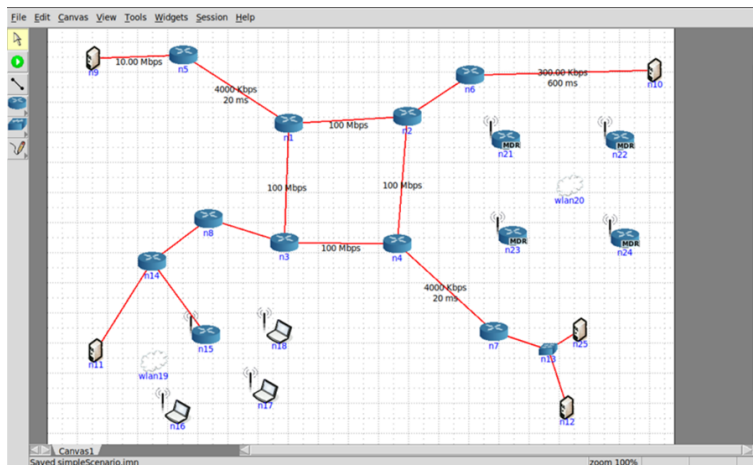 File Edit Canvas View Tools Widgets Session Help
n9
10.00 Mbps
n5
n6
300.00 Kbps
600 ms
n10
4000 Kbps
20 ms
n1
100 Mbps
n2
MDR
n21
MDR
n22
100 Mbps
100 Mbps
wlan20
n8
n3
100 Mbps
n4
MDR
n23
MDR
n24
n14
4000 Kbps
20 ms
n15
n18
n7
n25
n13
n11
wlan19
n17
n16
n12
Canvas1
Saved simpleScenario.imn
zoom 100%